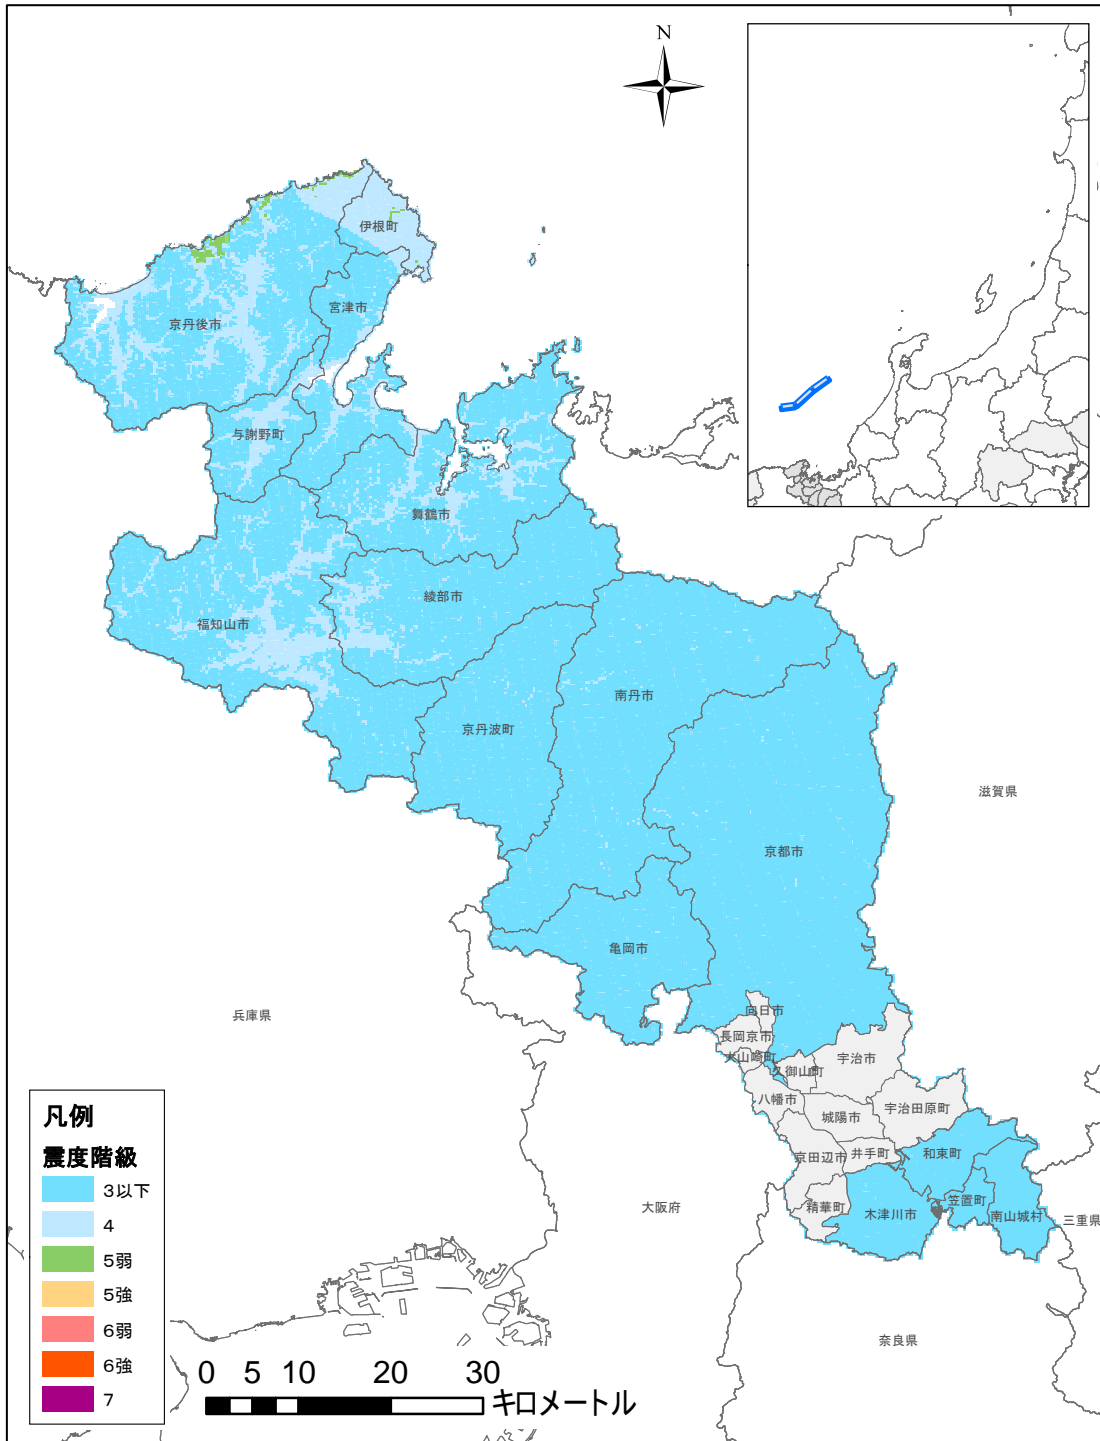 N
伊根町
宮津市
京丹後市
与謝野町
舞鶴市
綾部市
福知山市
南丹市
京丹波町
滋賀県
京都市
亀岡市
兵庫県
向日市
長岡京市
大山崎町
宇治市
久御山町
八幡市
宇治田原町
城陽市
井手町
和束町
京田辺市
笠置町
精華町
木津川市
南山城村
三重県
大阪府
奈良県
凡例
震度階級
3以下
4
5弱
5強
6弱
6強
7
0 5 10 20 30
キロメートル